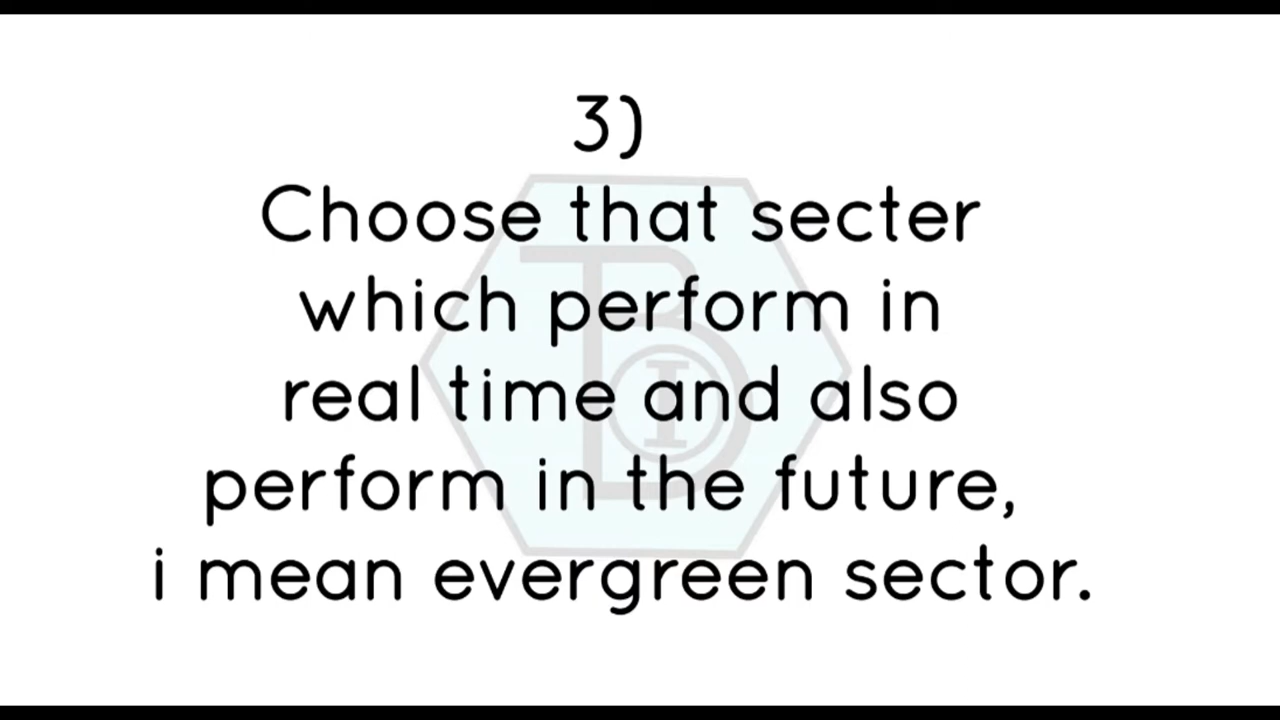 3)
Choose that secter
which perform in
real time and also
perform in the future,
i mean evergreen sector.